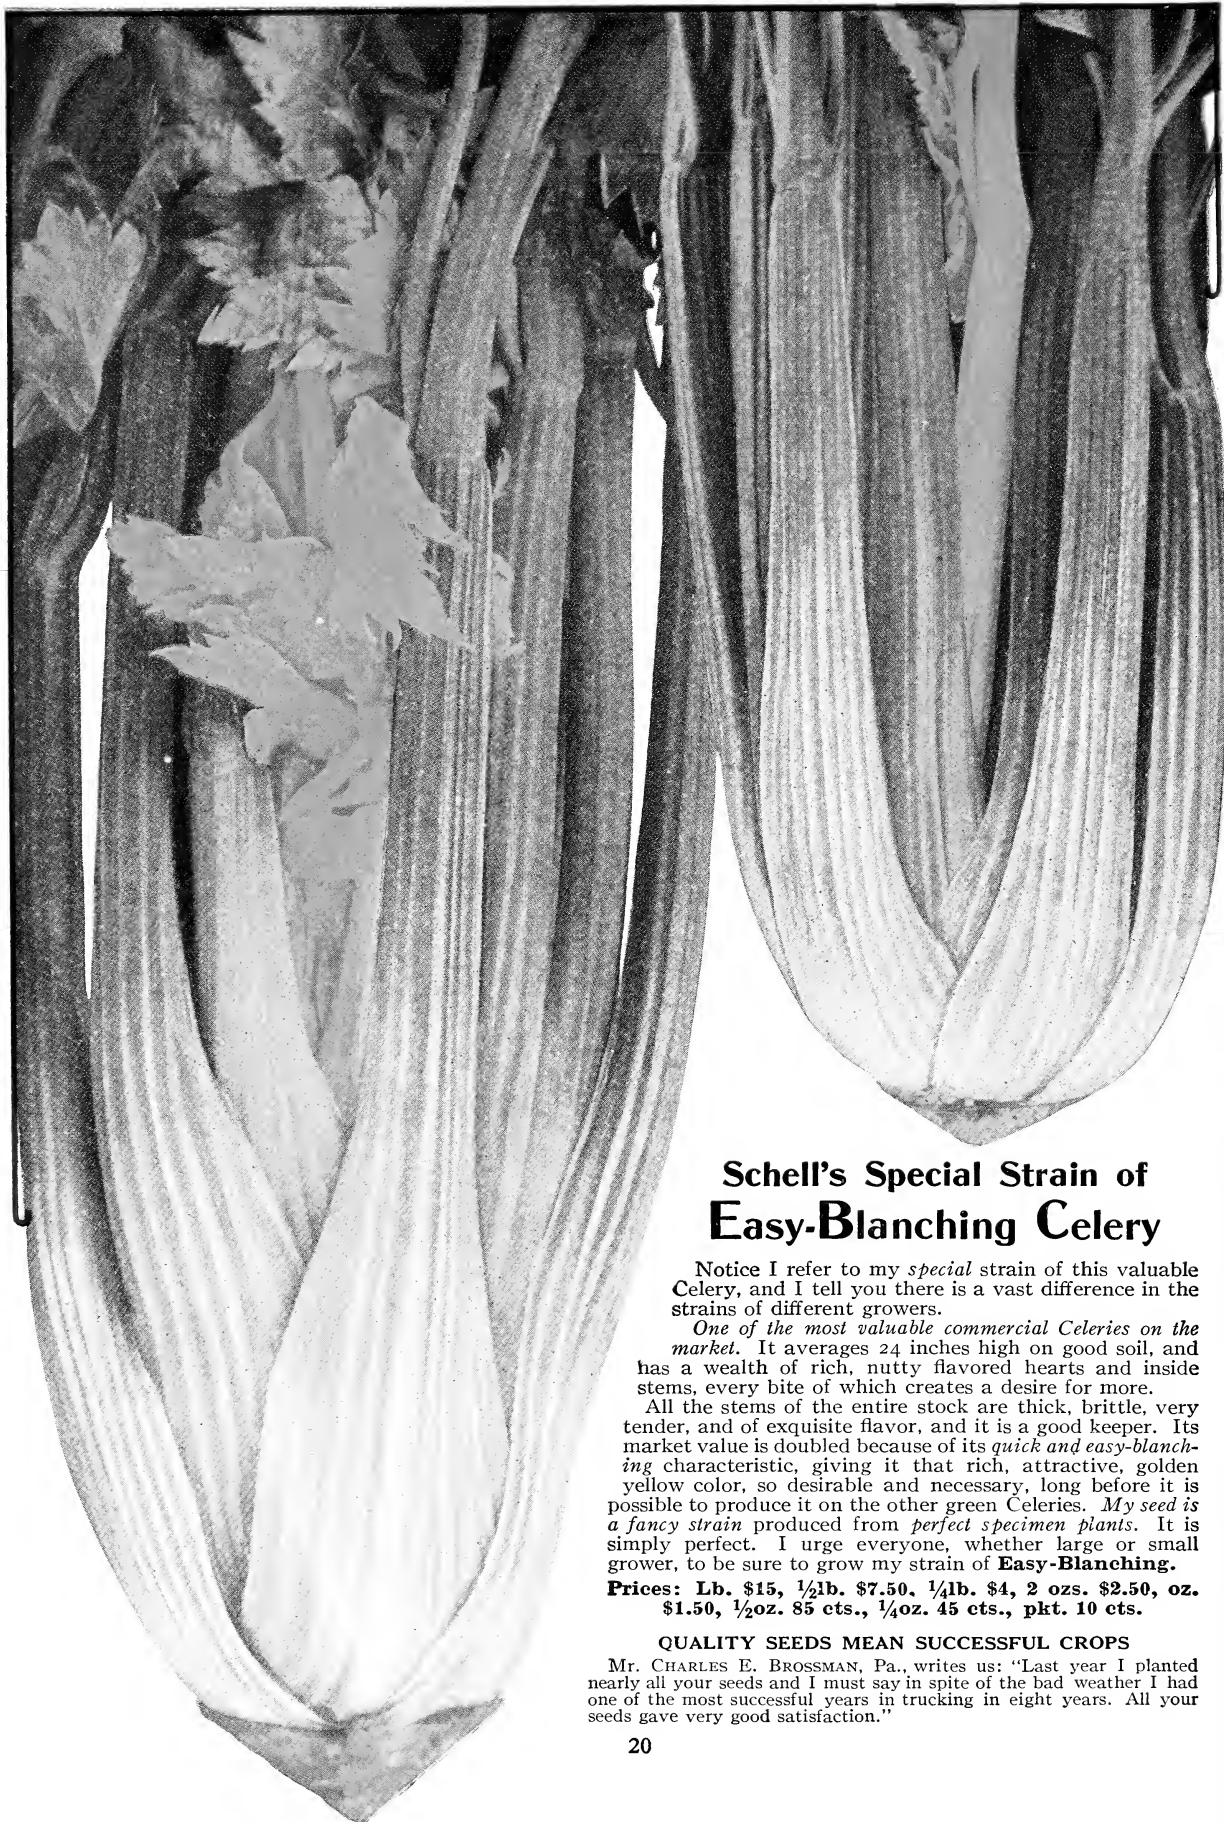 Schell's Special Strain of
Easy-Blanching Celery
Notice I refer to my special strain of this valuable
Celery, and I tell you there is a vast difference in the
strains of different growers.
One of the most valuable commercial Celeries on the
market. It averages 24 inches high on good soil, and
has a wealth of rich, nutty flavored hearts and inside
stems, every bite of which creates a desire for more.
All the stems of the entire stock are thick, brittle, very
tender, and of exquisite flavor, and it is a good keeper. Its
market value is doubled because of its quick and easy-blanch-
ing characteristic, giving it that rich, attractive, golden
yellow color, so desirable and necessary, long before it is
possible to produce it on the other green Celeries. My seed is
a fancy strain produced from perfect specimen plants. It is
simply perfect. I urge everyone, whether large or small
grower, to be sure to grow my strain of Easy-Blanching.
Prices: Lb. $15, ½lb. $7.50, ¼lb. $4, 2 ozs. $2.50, oz.
$1.50, ½oz. 85 cts., ¼oz. 45 cts., pkt. 10 cts.
QUALITY SEEDS MEAN SUCCESSFUL CROPS
Mr. CHARLES E. BROSSMAN, Pa., writes us: "Last year I planted
nearly all your seeds and I must say in spite of the bad weather I had
one of the most successful years in trucking in eight years. All your
seeds gave very good satisfaction."
20